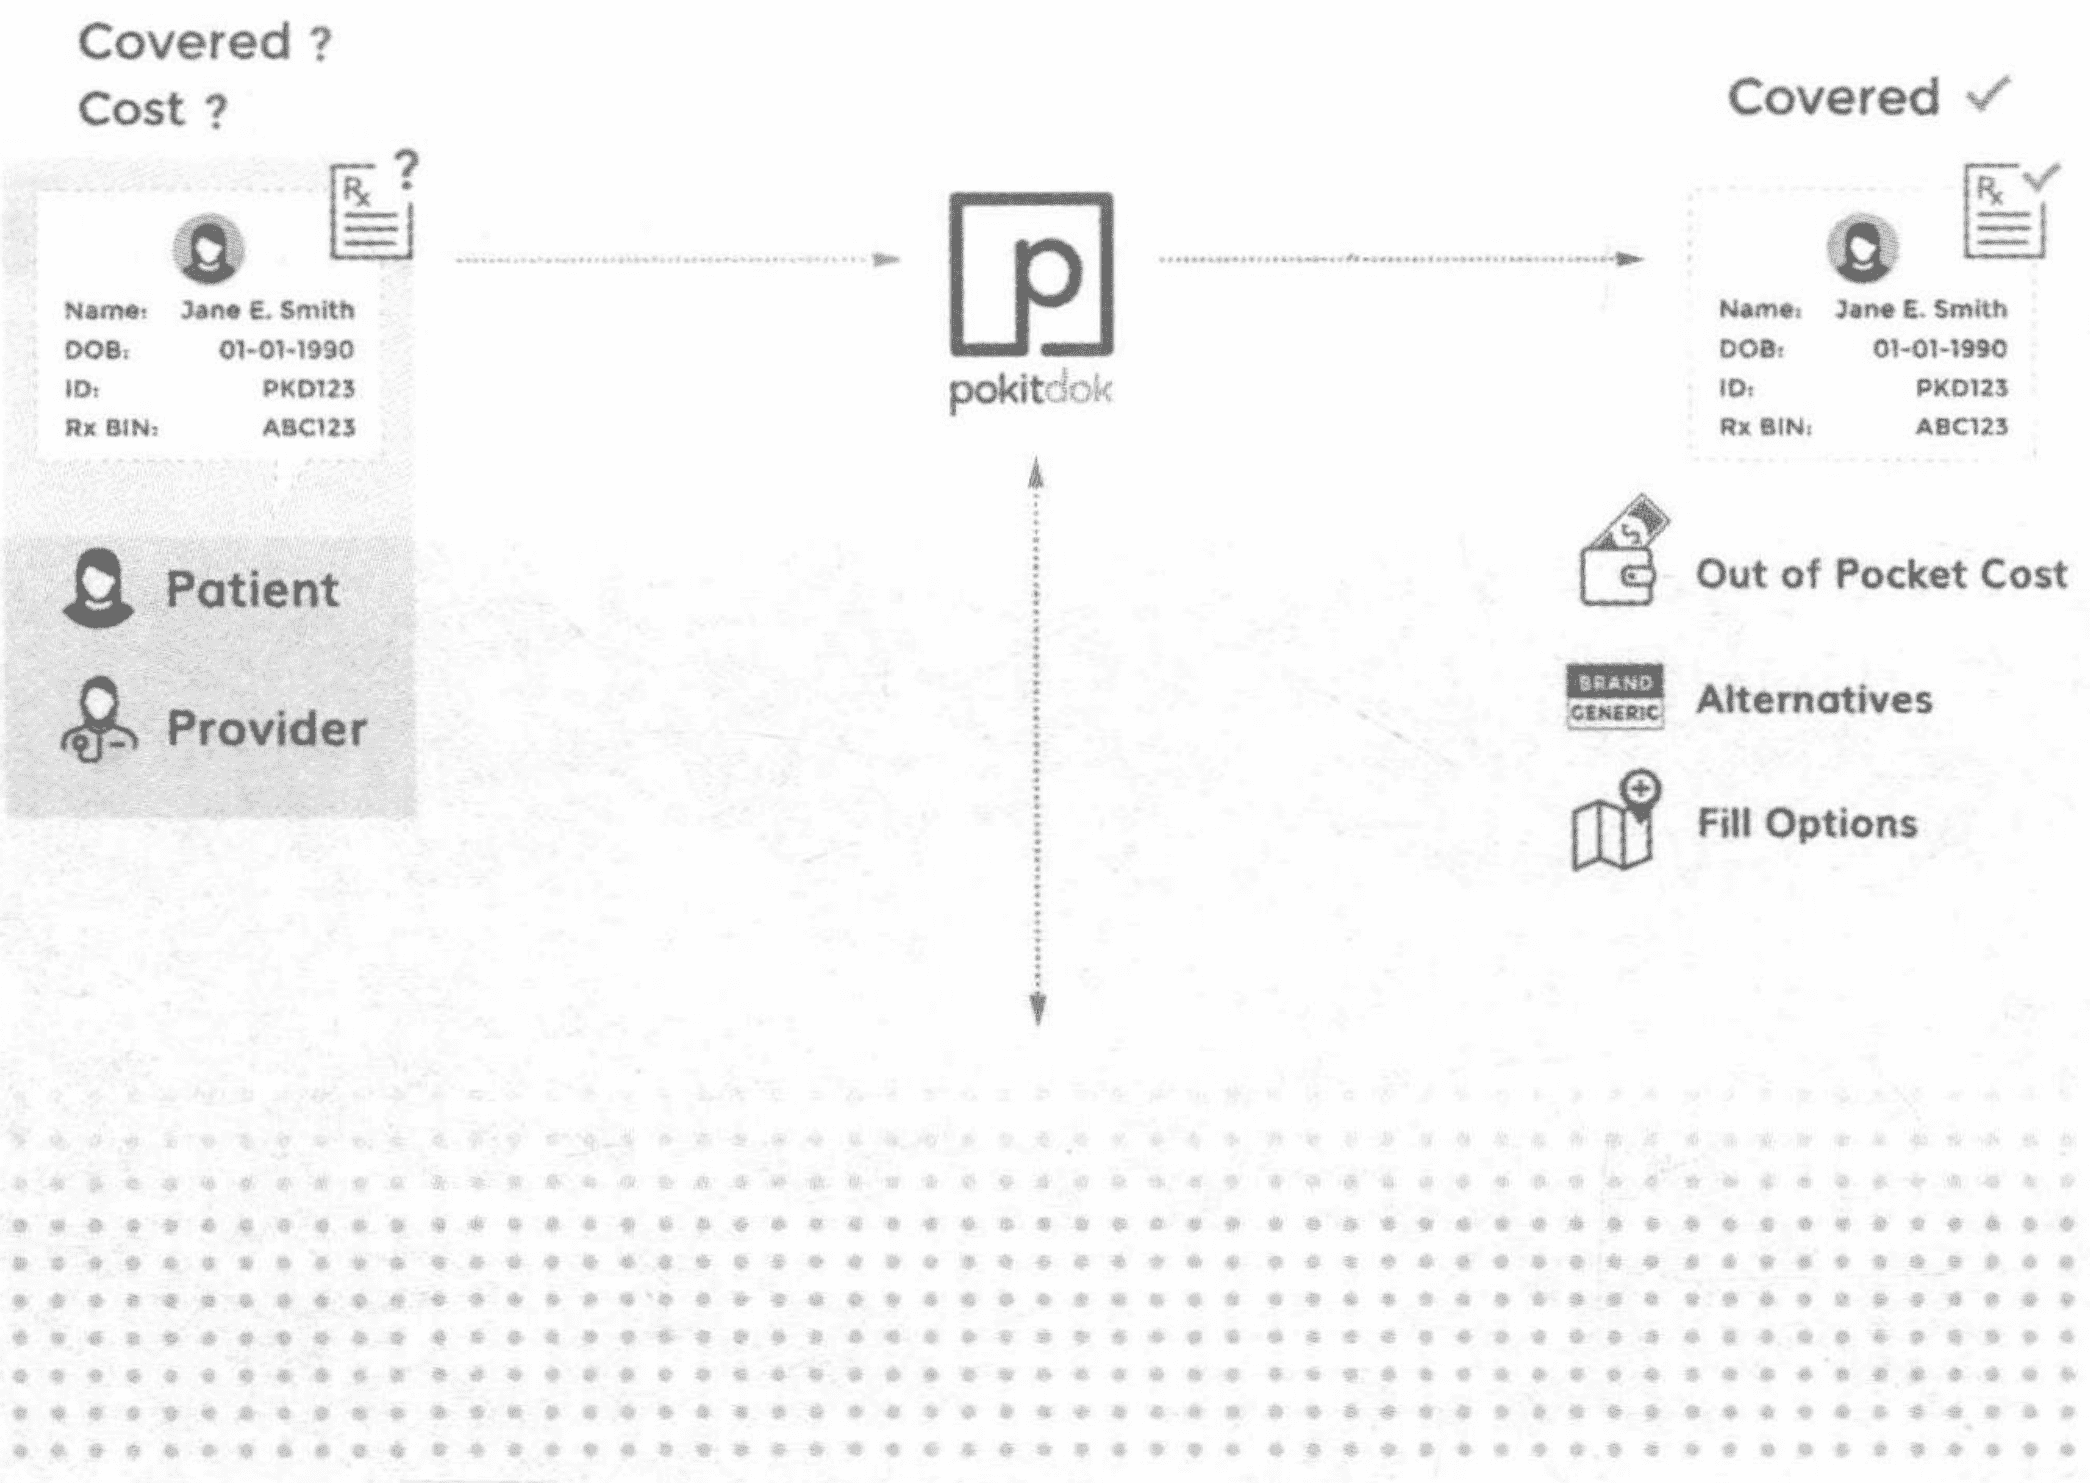 Covered ?
Cost ?
Rx ?
Name: Jane E. Smith
DOB: 01-01-1990
ID: PKD123
Rx BIN: ABC123
Patient
Provider
p
pokitdok
Covered ✓
Rx
Name: Jane E. Smith
DOB: 01-01-1990
ID: PKD123
Rx BIN: ABC123
$
Out of Pocket Cost
BRAND
GENERIC
Alternatives
Fill Options